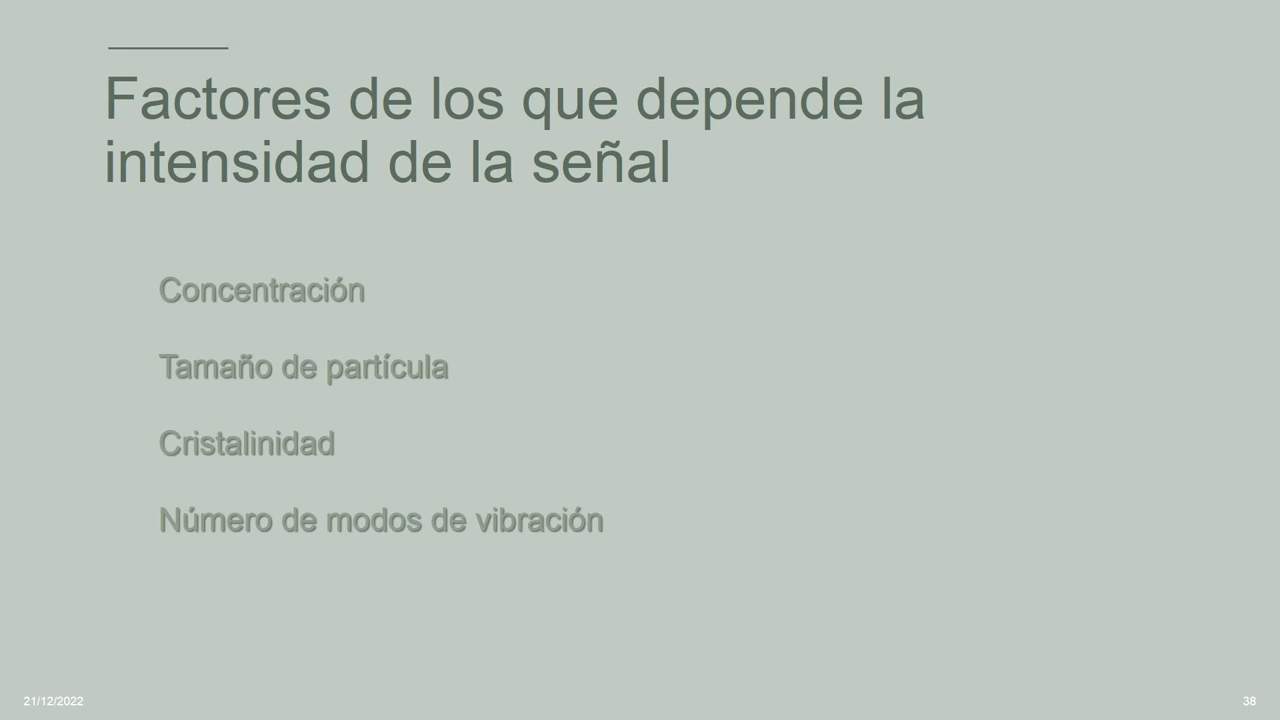 Factores de los que depende la
intensidad de la señal
Concentración
Tamaño de partícula
Cristalinidad
Número de modos de vibración
21/12/2022
38